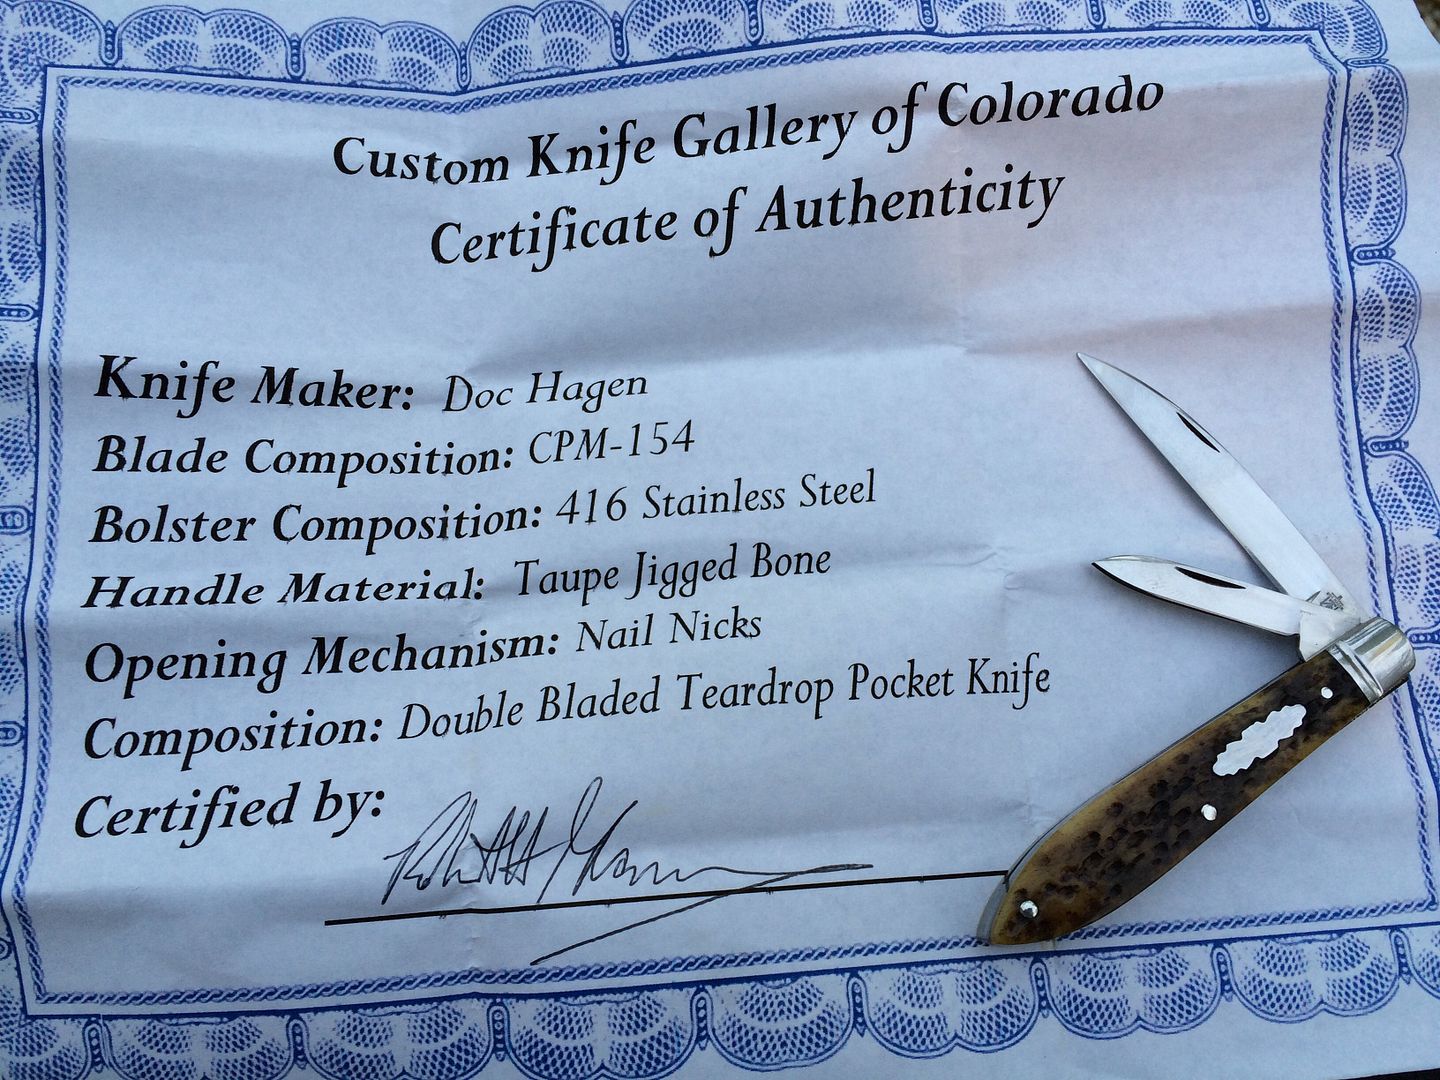 Custom Knife Gallery of Colorado
Certificate of Authenticity
Knife Maker: Doc Hagen
Blade Composition: CPM-154
Bolster Composition: 416 Stainless Steel
Handle Material: Taupe Jigged Bone
Opening Mechanism: Nail Nicks
Composition: Double Bladed Teardrop Pocket Knife
Certified by: